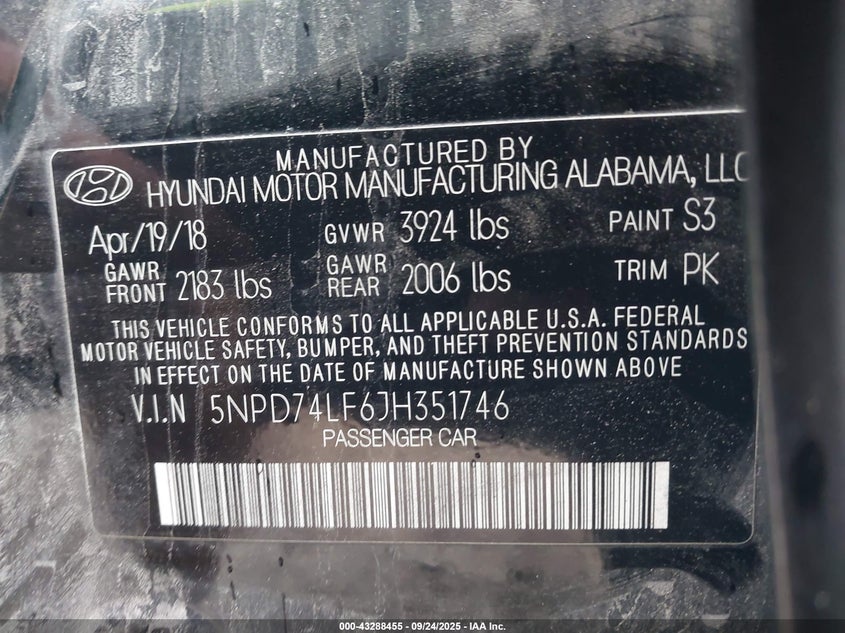 MANUFACTURED BY
HYUNDAI MOTOR MANUFACTURING ALABAMA, LLC
Apr/19/18 GVWR 3924 lbs PAINT S3
GAWR FRONT 2183 lbs GAWR REAR 2006 lbs TRIM PK
THIS VEHICLE CONFORMS TO ALL APPLICABLE U.S.A. FEDERAL
MOTOR VEHICLE SAFETY, BUMPER, AND THEFT PREVENTION STANDARDS
IN EFFECT ON THE DATE OF MANUFACTURE SHOWN ABOVE
V.I.N 5NPD74LF6JH351746
PASSENGER CAR
000-43288455 - 09/24/2025 - IAA Inc.